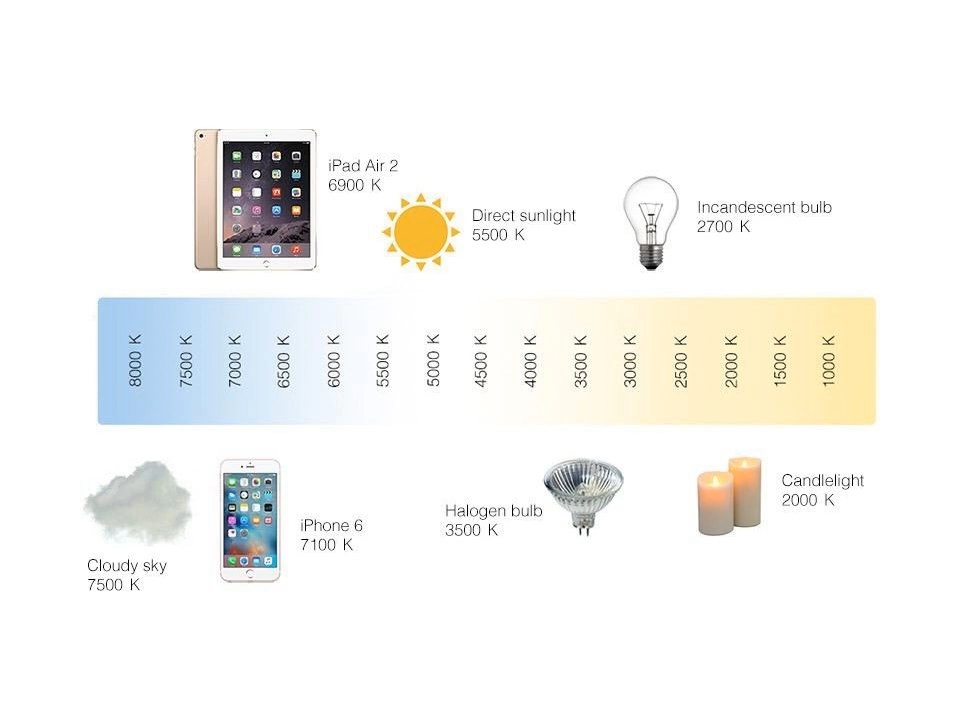 iPad Air 2
6900 K
Direct sunlight
5500 K
Incandescent bulb
2700 K
8000 K
7500 K
7000 K
6500 K
6000 K
5500 K
5000 K
4500 K
4000 K
3500 K
3000 K
2500 K
2000 K
1500 K
1000 K
Cloudy sky
7500 K
iPhone 6
7100 K
Halogen bulb
3500 K
Candlelight
2000 K